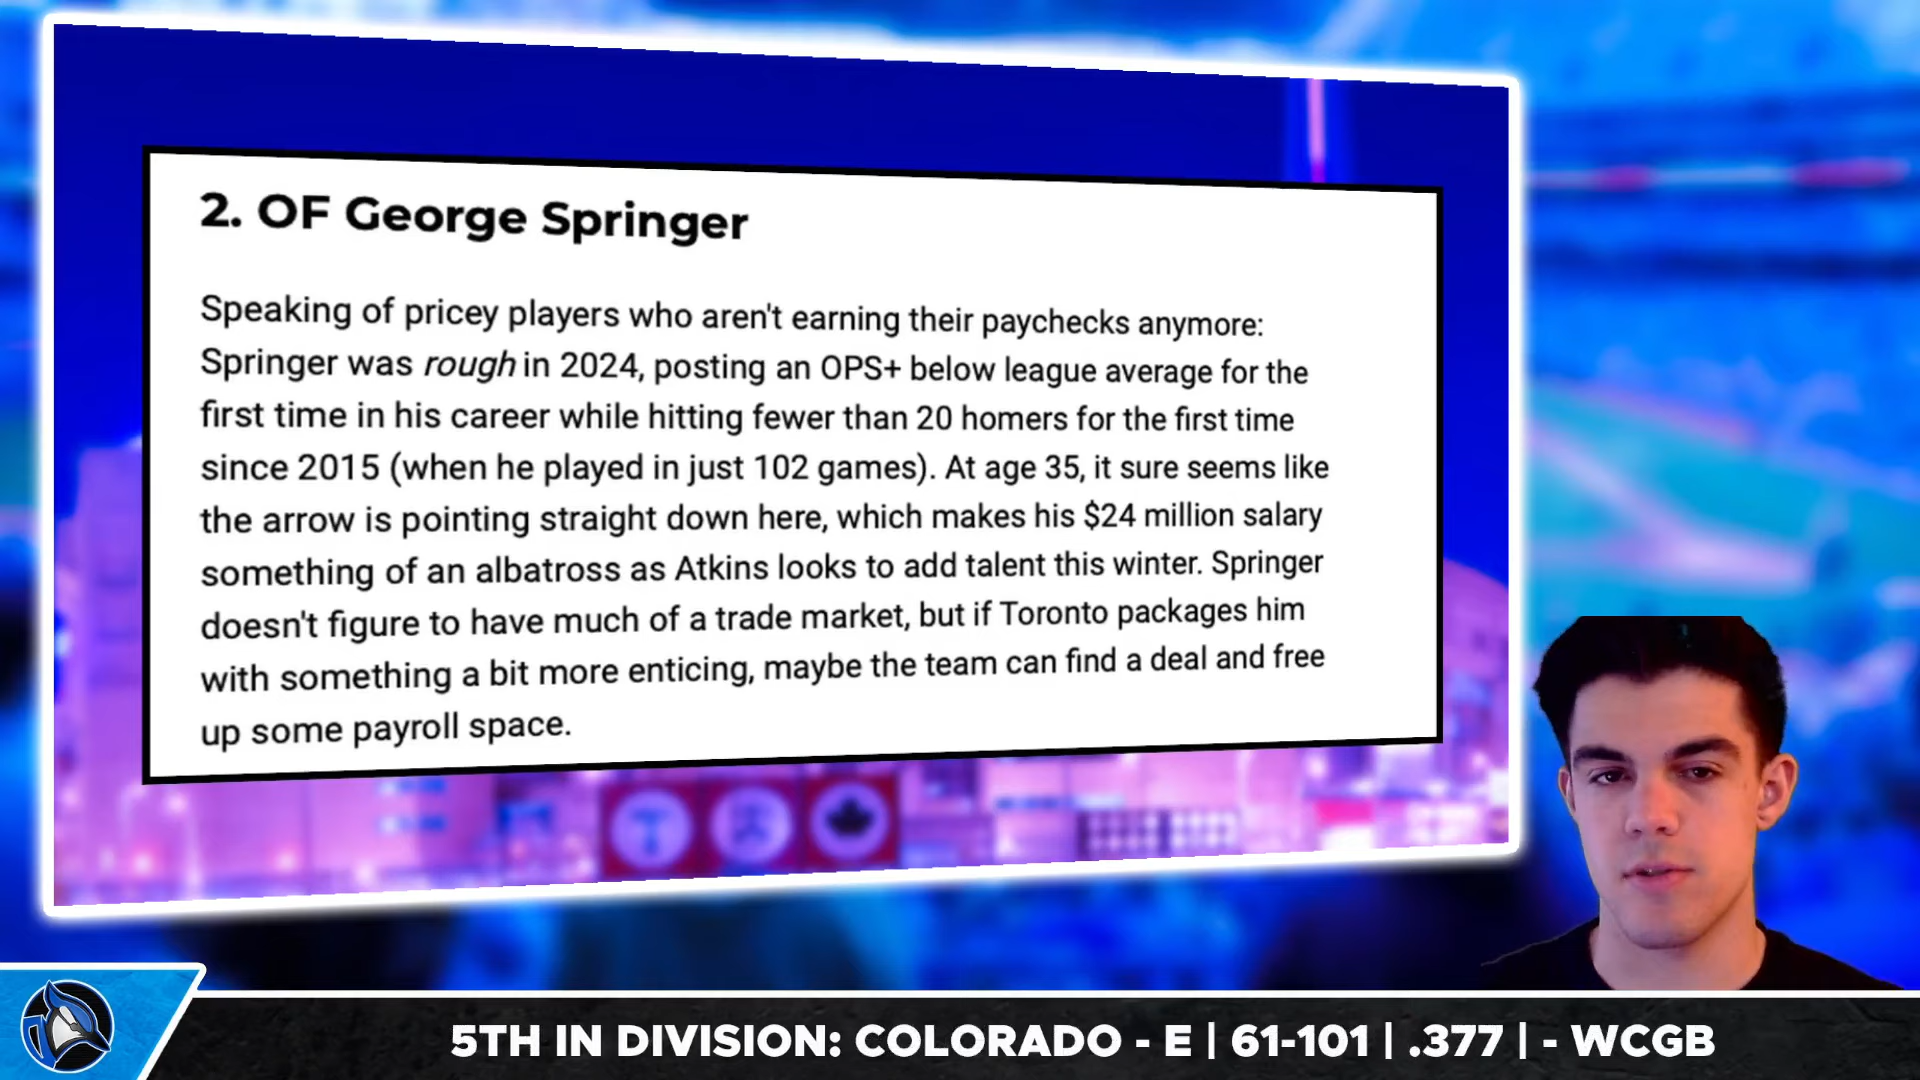 2. OF George Springer
Speaking of pricey players who aren't earning their paychecks anymore:
Springer was rough in 2024, posting an OPS+ below league average for the
first time in his career while hitting fewer than 20 homers for the first time
since 2015 (when he played in just 102 games). At age 35, it sure seems like
the arrow is pointing straight down here, which makes his $24 million salary
something of an albatross as Atkins looks to add talent this winter. Springer
doesn't figure to have much of a trade market, but if Toronto packages him
with something a bit more enticing, maybe the team can find a deal and free
up some payroll space.
5TH IN DIVISION: COLORADO - E | 61-101 | .377 | - WCGB